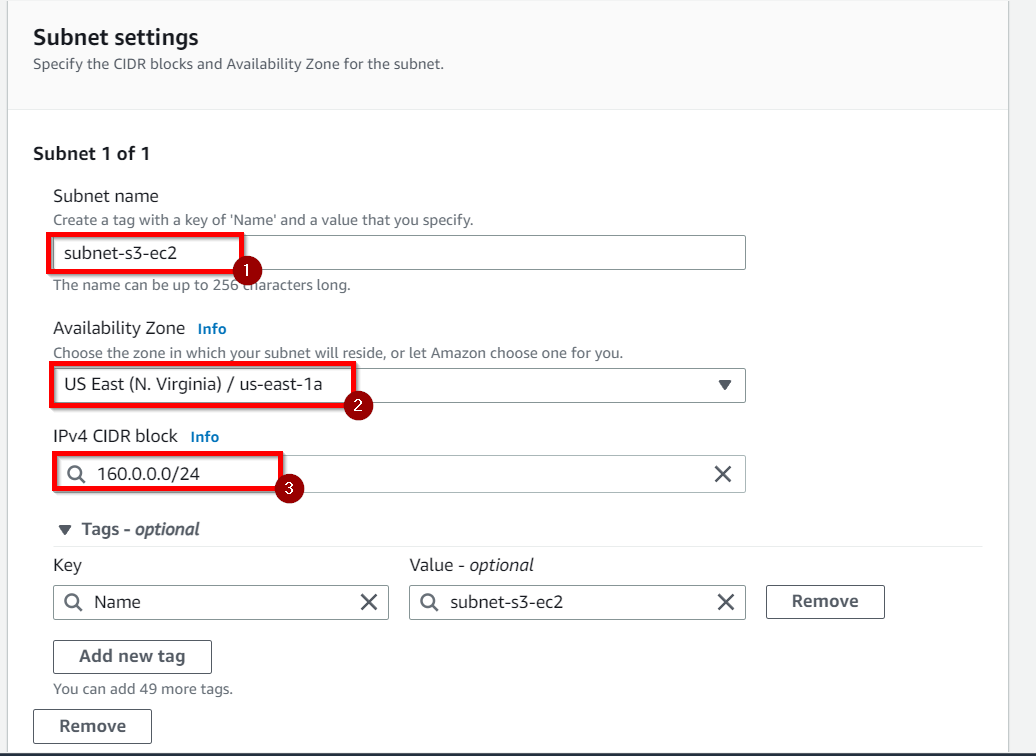 Subnet settings
Specify the CIDR blocks and Availability Zone for the subnet.
Subnet 1 of 1
Subnet name
Create a tag with a key of 'Name' and a value that you specify.
subnet-s3-ec2
1
The name can be up to 256 characters long.
Availability Zone Info
Choose the zone in which your subnet will reside, or let Amazon choose one for you.
US East (N. Virginia) / us-east-1a
2
IPv4 CIDR block Info
160.0.0.0/24
3
Tags - optional
Key Value - optional
Name subnet-s3-ec2 Remove
Add new tag
You can add 49 more tags.
Remove